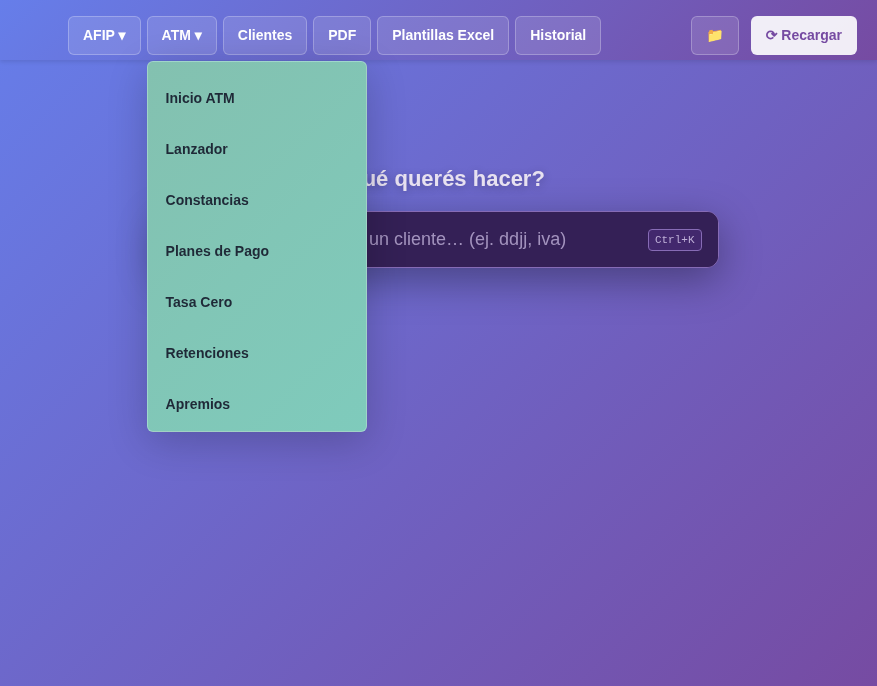 AFIP ▾ ATM ▾ Clientes PDF Plantillas Excel Historial 📁 ⟳ Recargar
Inicio ATM
Lanzador
querés hacer?
Constancias
un cliente… (ej. ddjj, iva) Ctrl+K
Planes de Pago
Tasa Cero
Retenciones
Apremios